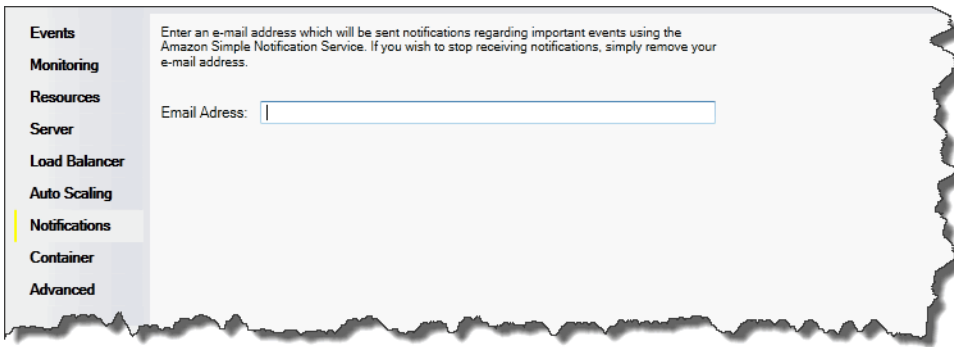 Events
Monitoring
Resources
Server
Load Balancer
Auto Scaling
Notifications
Container
Advanced
Enter an e-mail address which will be sent notifications regarding important events using the
Amazon Simple Notification Service. If you wish to stop receiving notifications, simply remove your
e-mail address.
Email Adress: